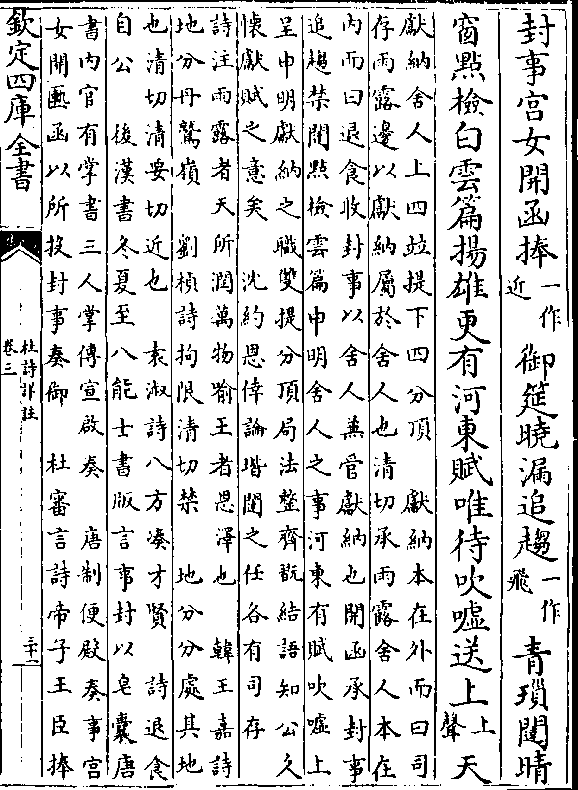 封事宫女開函捧一作近御筵曉漏追趨一作飛青瑣闥晴
窗點檢白雲篇揚雄更有河東賦唯待吹噓送上上聲天
獻納舍人上四竝提下四分頂　獻納本在外而曰司
存雨露邊以獻納屬於舍人也清切承雨露舍人本在
内而曰退食收封事以舍人兼管獻納也開函承封事
追趨禁闥點檢雲篇申明舍人之事河東有賦吹噓上
呈申明獻納之職雙提分頂局法整齊觀結語知公久
懷獻賦之意矣　沈約恩倖論堦闥之任各有司存
詩注雨露者天所潤萬物喻王者恩澤也　韓王嘉詩
地分丹鷲嶺　劉楨詩拘限清切禁　地分分處其地
也清切清要切近也　袁淑詩八方湊才賢　詩退食
自公　後漢書冬夏至八能士書版言事封以皂囊唐
書内官有掌書三人掌傳宣啟奏　唐制便殿奏事宫
女開匭函以所投封事奏御　杜審言詩帝子王臣捧
欽定四庫全書
杜詩詳註
卷三
三十一